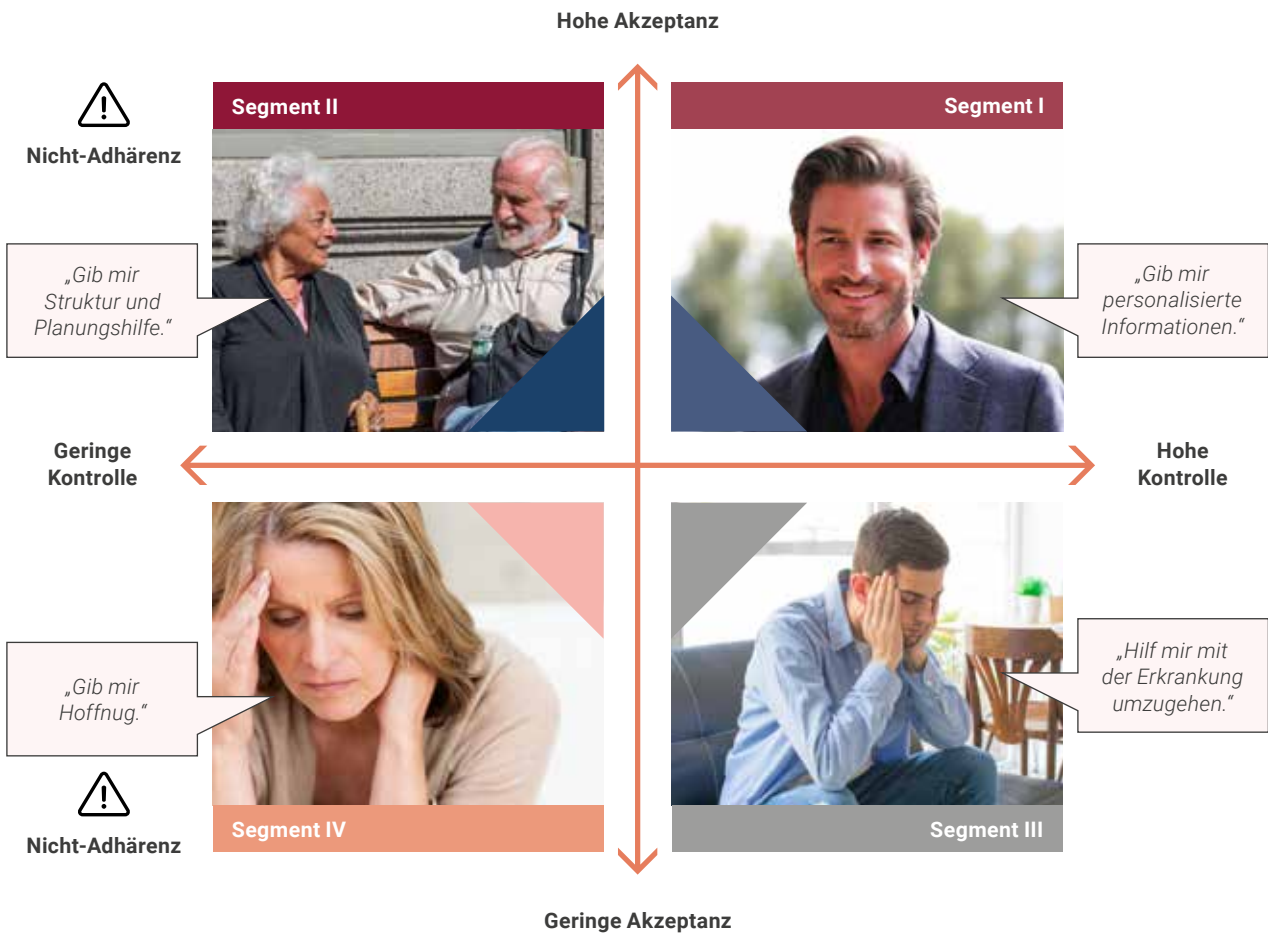 Hohe Akzeptanz
Nicht-Adhärenz
Segment II
Segment I
„Gib mir
Struktur und
Planungshilfe.“
„Gib mir
personalisierte
Informationen.“
Geringe
Kontrolle
Hohe
Kontrolle
„Gib mir
Hoffnug.“
„Hilf mir mit
der Erkrankung
umzugehen.“
Nicht-Adhärenz
Segment IV
Segment III
Geringe Akzeptanz